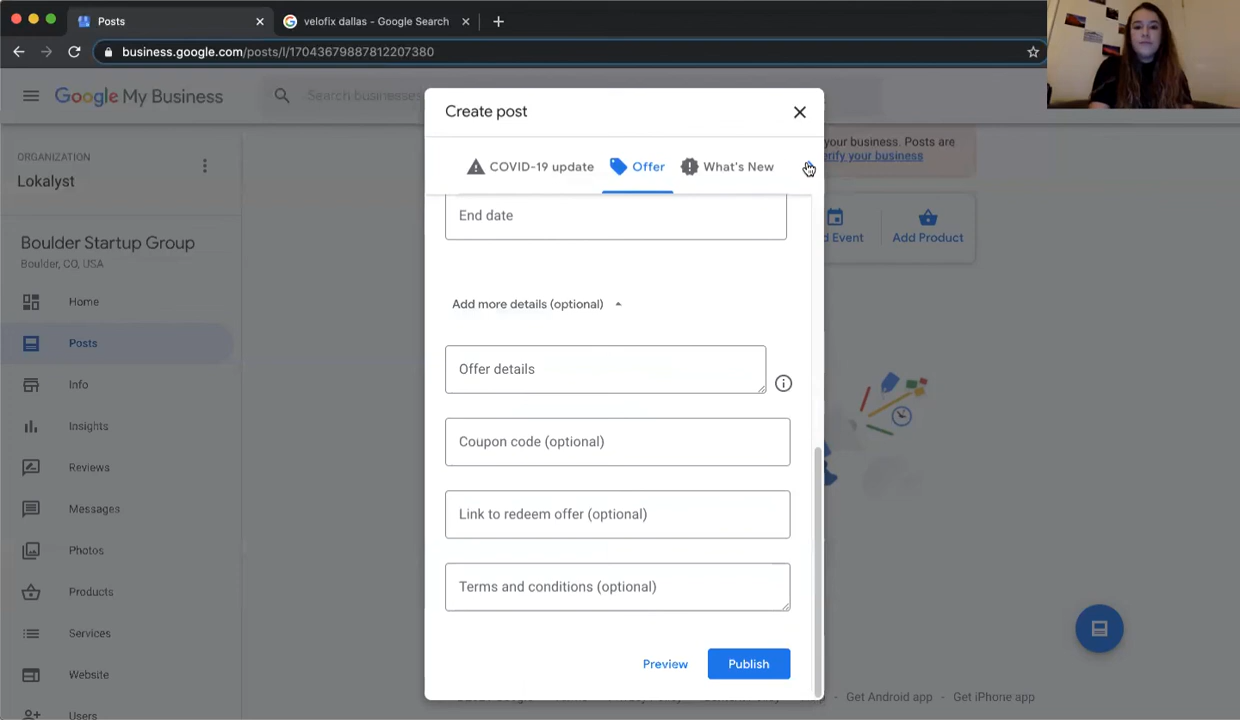 Posts
velofix dallas - Google Search
business.google.com/posts/l/17043679887812207380
Google My Business
Search businesses
Create post
ORGANIZATION
Lokalyst
COVID-19 update
Offer
What's New
your business. Posts are
erify your business
End date
Boulder Startup Group
Boulder, CO, USA
d Event
Add Product
Home
Add more details (optional)
Posts
Offer details
Info
Insights
Coupon code (optional)
Reviews
Messages
Link to redeem offer (optional)
Photos
Products
Terms and conditions (optional)
Services
Preview
Publish
Website
Get Android app
Get iPhone app
Users